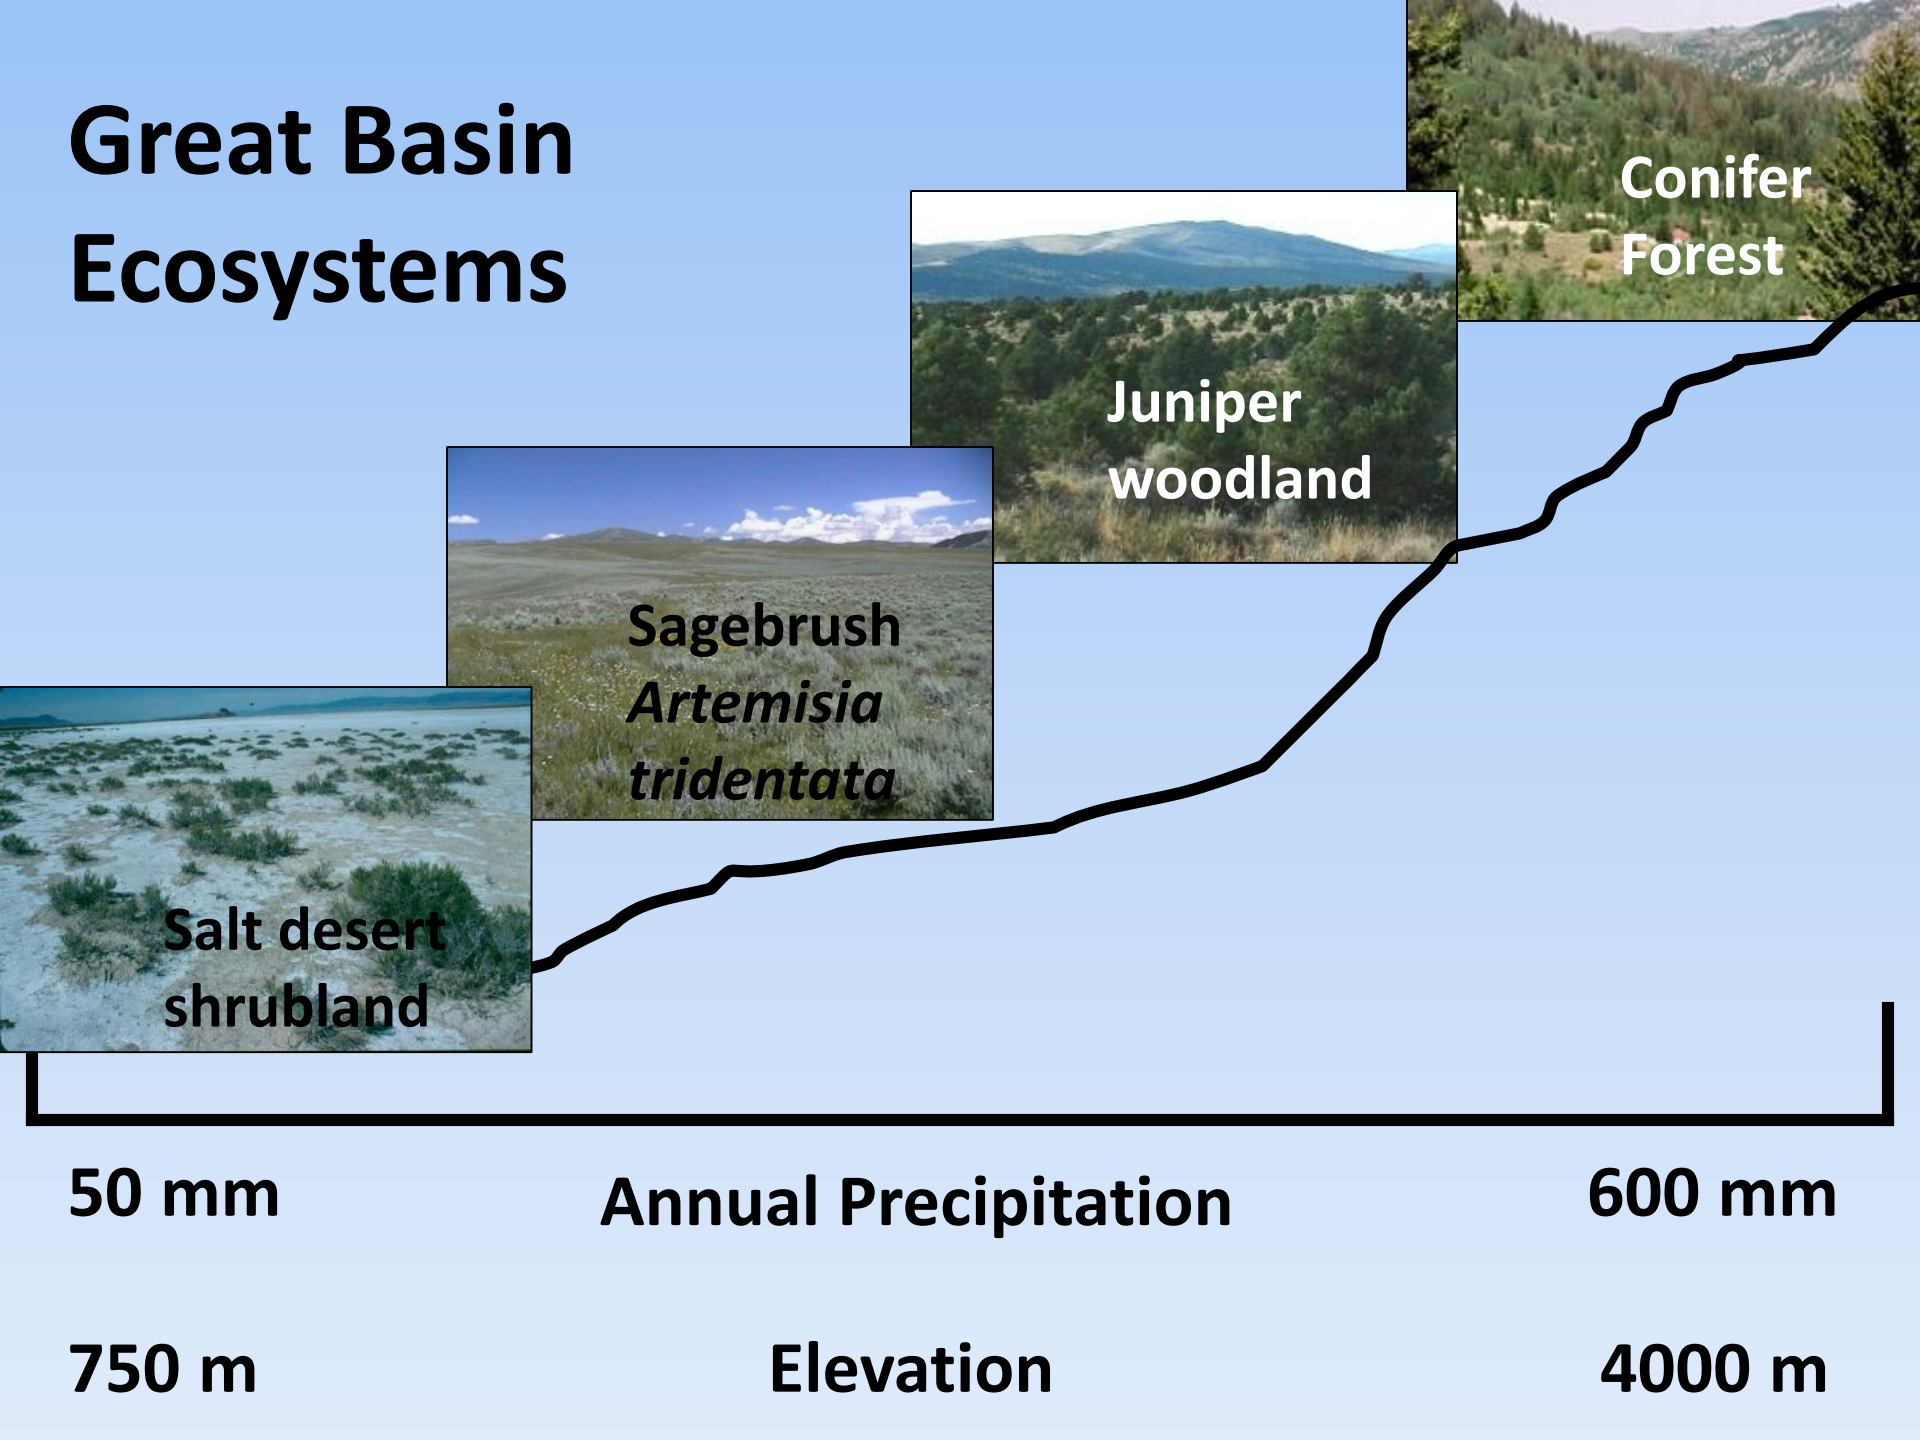 Great Basin
Ecosystems
Conifer
Forest
Juniper
woodland
Sagebrush
Artemisia
tridentata
Salt desert
shrubland
50 mm
Annual Precipitation
600 mm
750 m
Elevation
4000 m